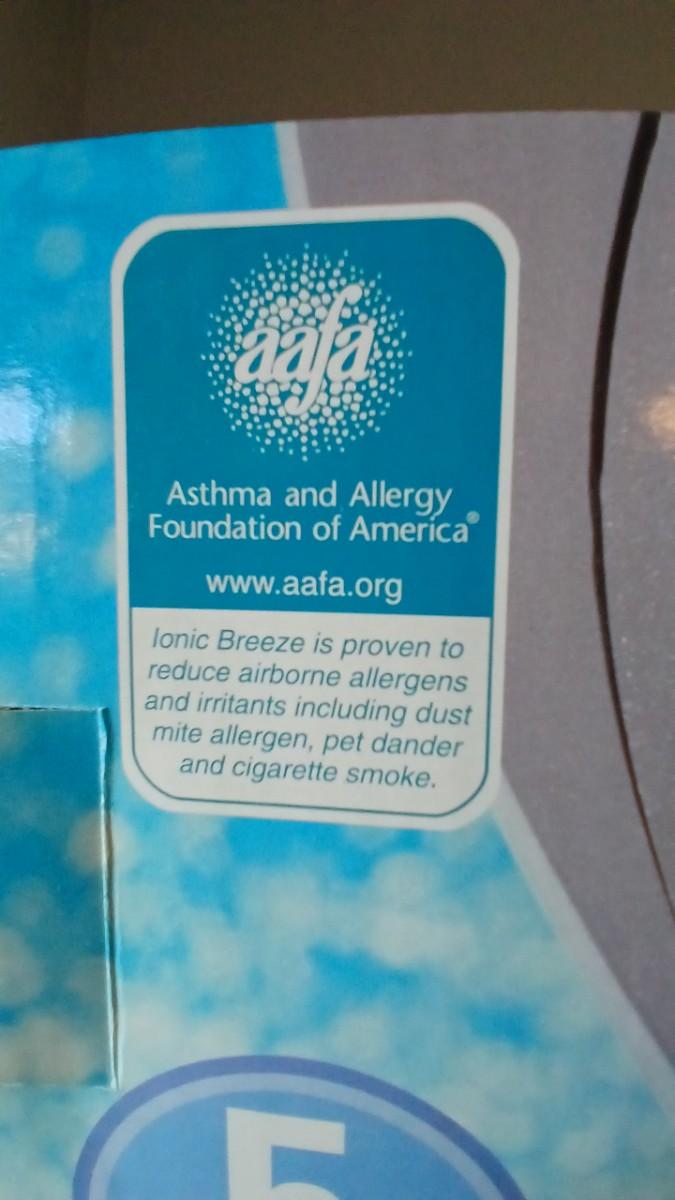 aafa
Asthma and Allergy
Foundation of America®
www.aafa.org
Ionic Breeze is proven to
reduce airborne allergens
and irritants including dust
mite allergen, pet dander
and cigarette smoke.
5